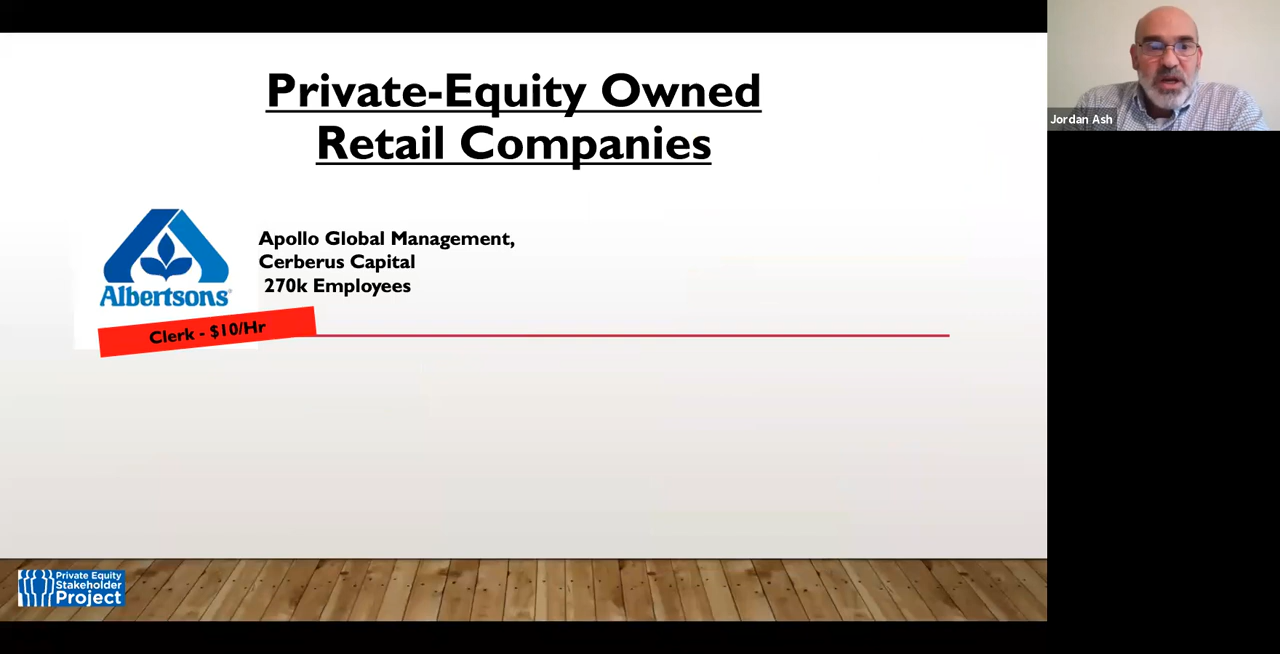 Private-Equity Owned
Retail Companies
Jordan Ash
Apollo Global Management,
Cerberus Capital
270k Employees
Albertsons®
Clerk - $10/Hr
Private Equity
Stakeholder
Project